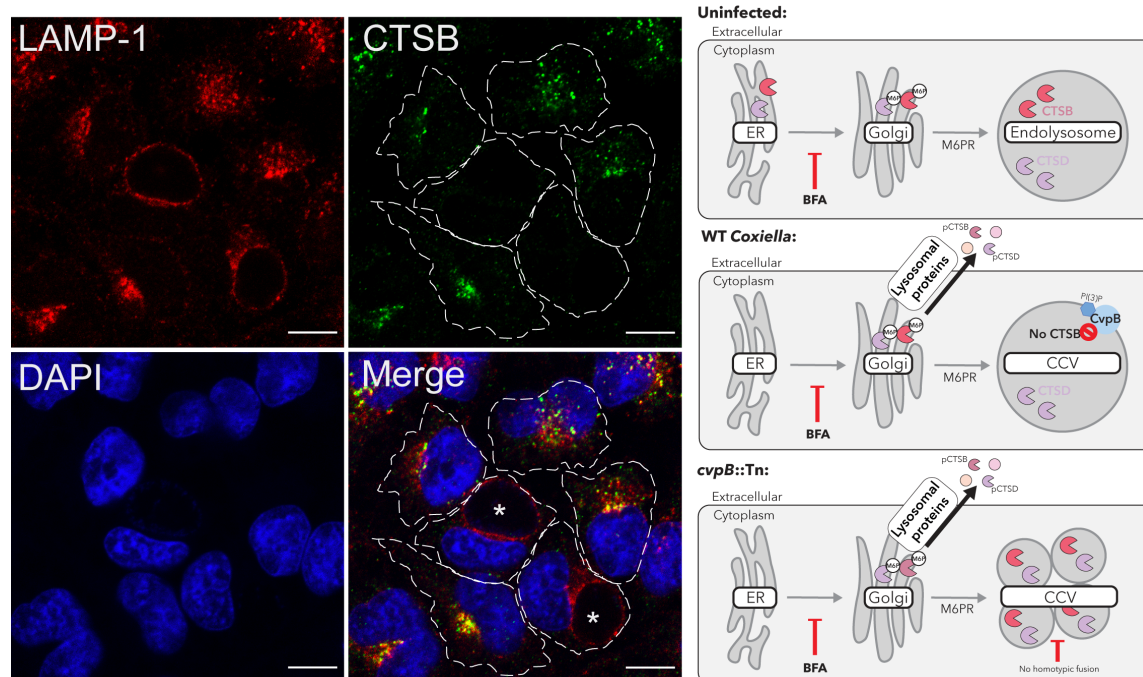 LAMP-1
CTSB
DAPI
Merge
*
*
Uninfected:
Extracellular
Cytoplasm
M6P
M6P
CTSB
ER
Golgi
Endolysosome
M6PR
CTSD
BFA
WT Coxiella:
pCTSB
pCTSD
Lysosomal
proteins
Extracellular
Cytoplasm
PI(3)P
CvpB
M6P
M6P
No CTSB
ER
Golgi
CCV
M6PR
CTSD
BFA
cvpB::Tn:
pCTSB
pCTSD
Lysosomal
proteins
Extracellular
Cytoplasm
M6P
M6P
ER
Golgi
CCV
M6PR
BFA
No homotypic fusion